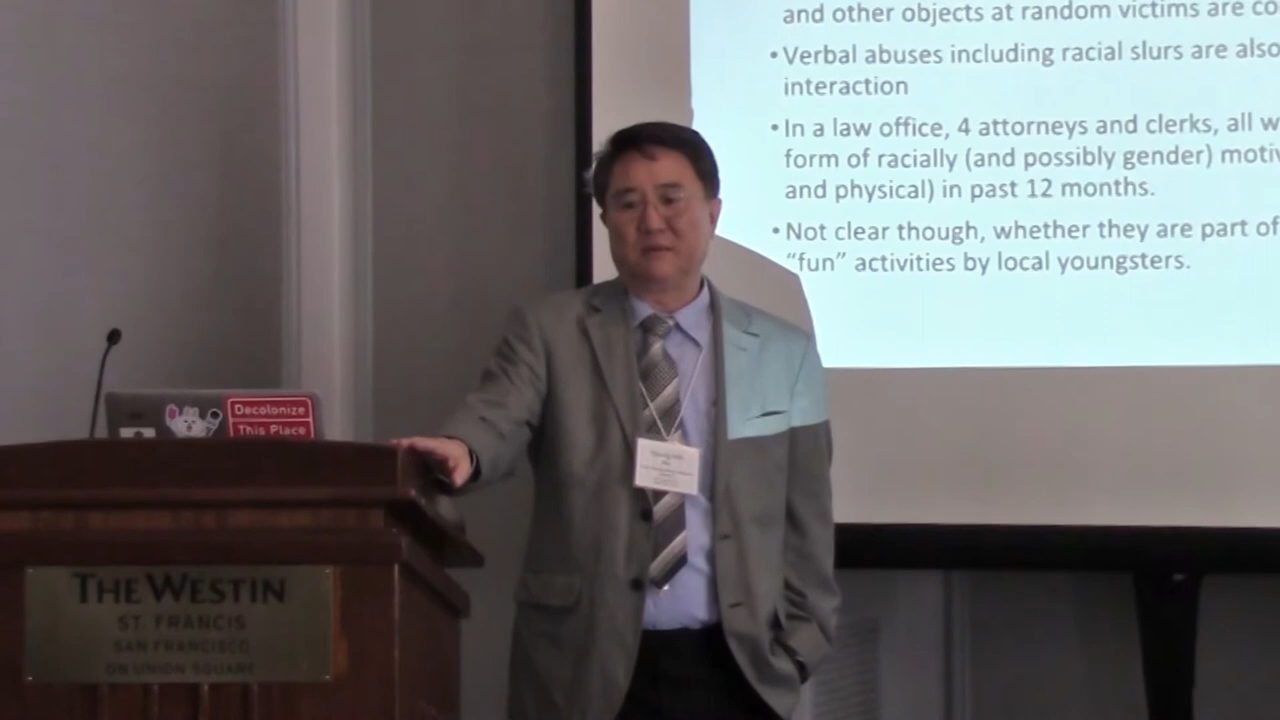 and other objects at random victims are co
• Verbal abuses including racial slurs are also
interaction
• In a law office, 4 attorneys and clerks, all w
form of racially (and possibly gender) motiv
and physical) in past 12 months.
• Not clear though, whether they are part of
“fun” activities by local youngsters.
Decolonize
This Place
THE WESTIN
ST. FRANCIS
SAN FRANCISCO
ON UNION SQUARE